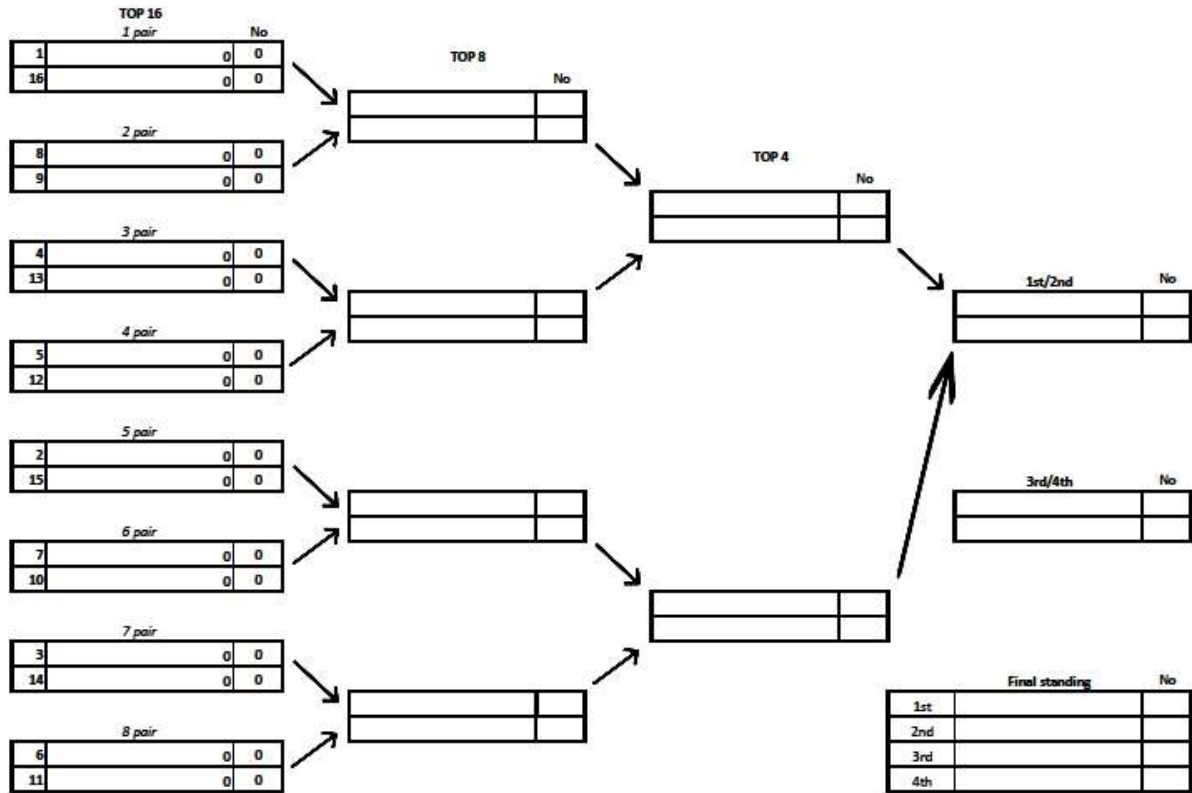 TOP 16
1 pair No
1 0 0
16 0 0
2 pair
8 0 0
9 0 0
3 pair
4 0 0
13 0 0
4 pair
5 0 0
12 0 0
5 pair
2 0 0
15 0 0
6 pair
7 0 0
10 0 0
7 pair
3 0 0
14 0 0
8 pair
6 0 0
11 0 0
TOP 8
No
TOP 4
No
1st/2nd No
3rd/4th No
Final standing No
1st
2nd
3rd
4th